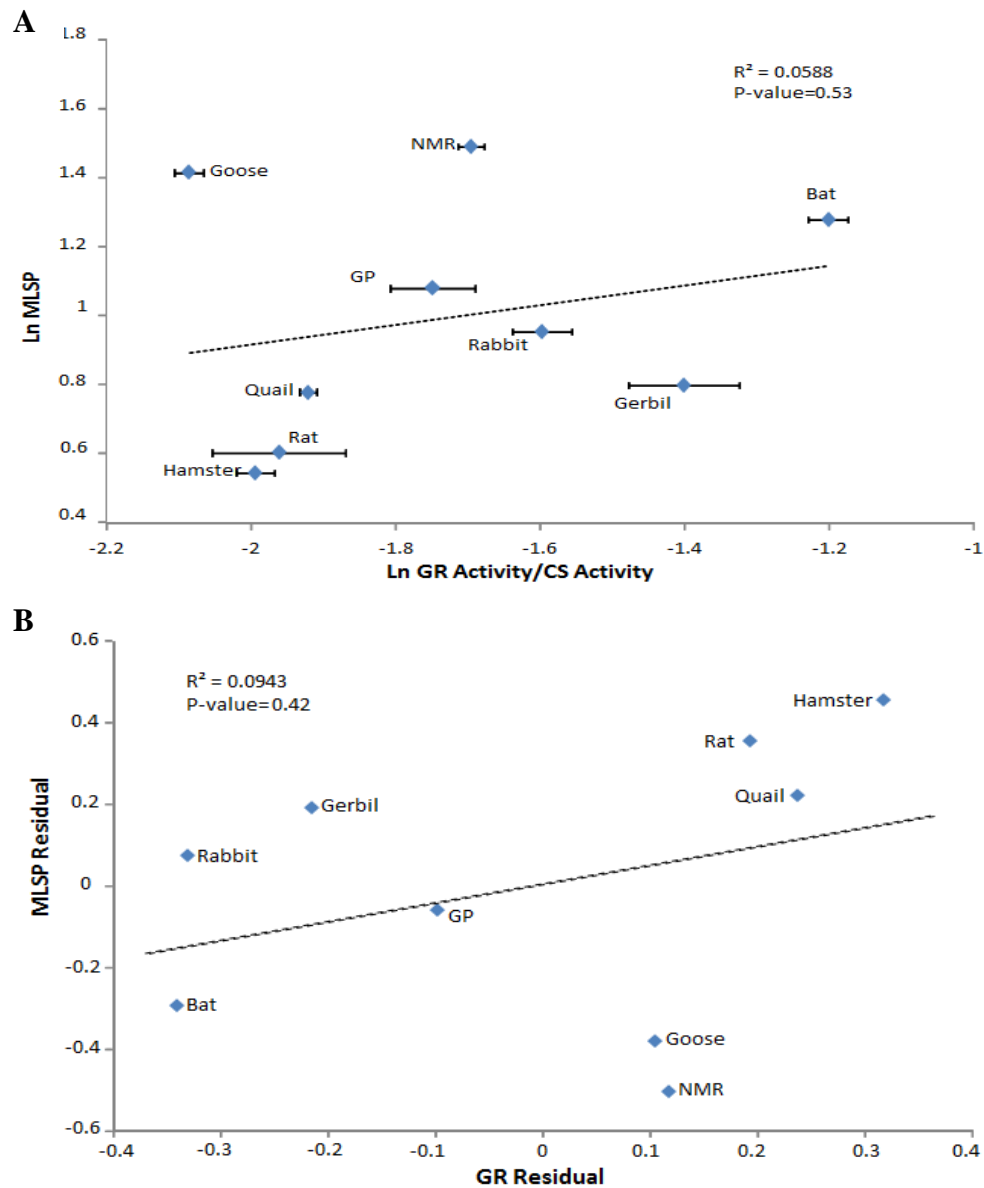 A
1.8
1.6
1.4
1.2
1
0.8
0.6
0.4
Ln MLSP
R² = 0.0588
P-value=0.53
NMR
Goose
Bat
GP
Rabbit
Quail
Gerbil
Rat
Hamster
-2.2 -2 -1.8 -1.6 -1.4 -1.2 -1
Ln GR Activity/CS Activity
B
0.6
0.4
0.2
0
-0.2
-0.4
-0.6
MLSP Residual
R² = 0.0943
P-value=0.42
Hamster
Rat
Quail
Gerbil
Rabbit
GP
Bat
Goose
NMR
-0.4 -0.3 -0.2 -0.1 0 0.1 0.2 0.3 0.4
GR Residual